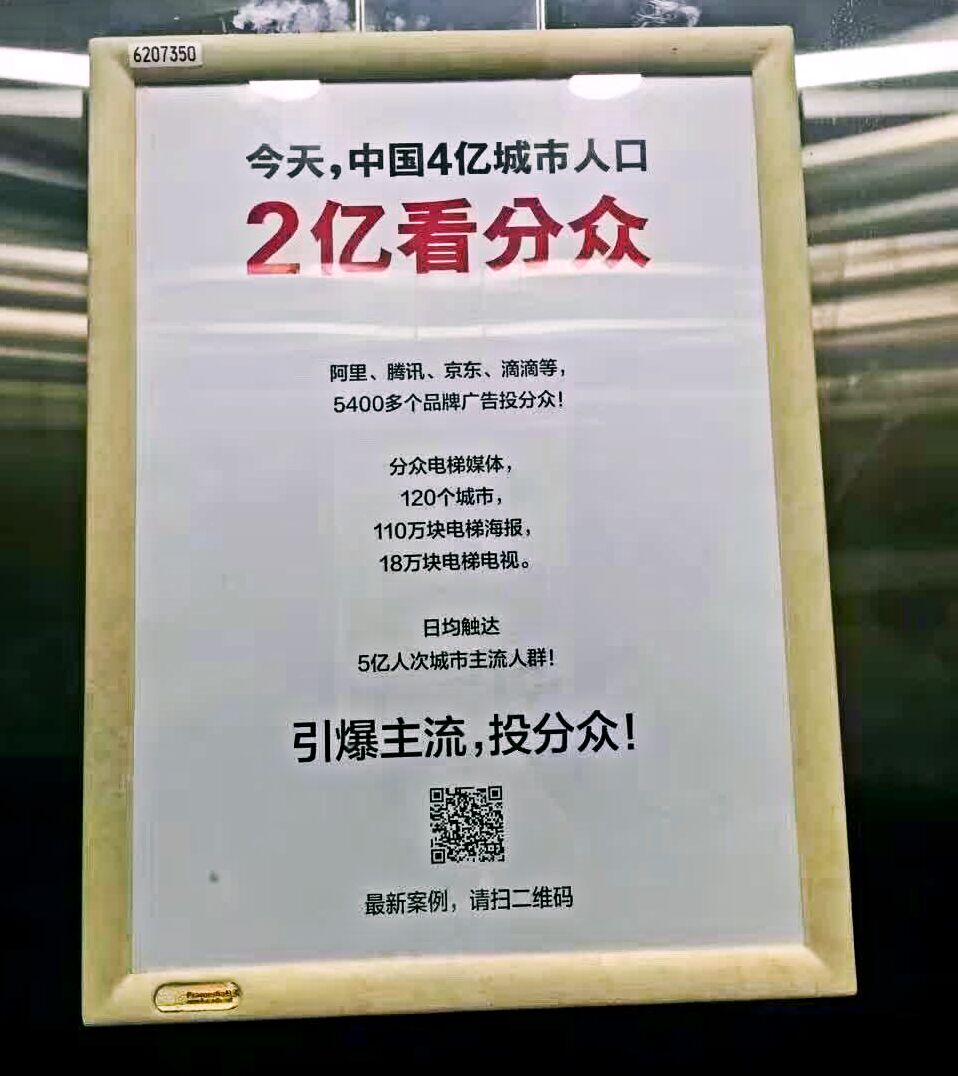 6207350
今天,中国4亿城市人口
2亿看分众
阿里、腾讯、京东、滴滴等,
5400多个品牌广告投分众!
分众电梯媒体,
120个城市,
110万块电梯海报,
18万块电梯电视。
日均触达
5亿人次城市主流人群!
引爆主流,投分众!
最新案例，请扫二维码